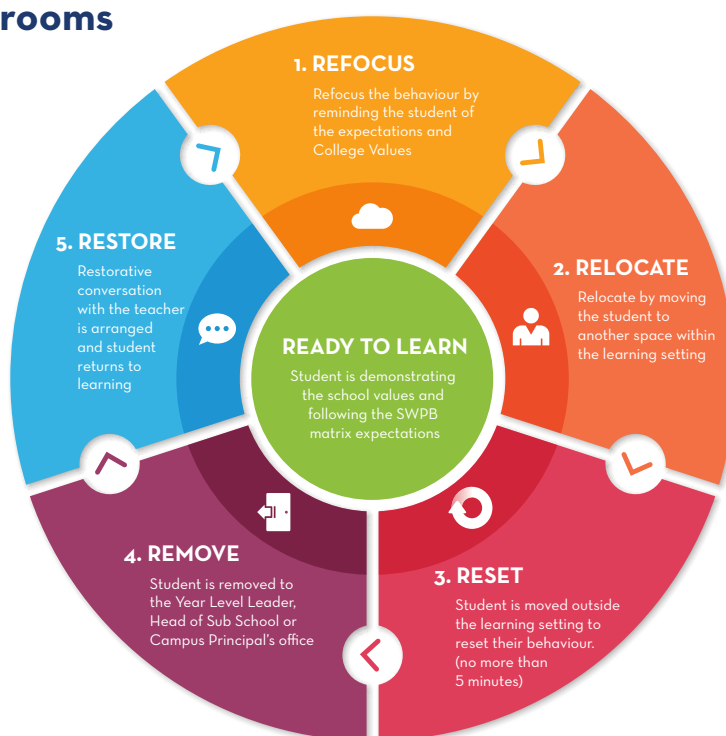 rooms
1. REFOCUS
Refocus the behaviour by
reminding the student of
the expectations and
College Values
2. RELOCATE
Relocate by moving
the student to
another space within
the learning setting
3. RESET
Student is moved outside
the learning setting to
reset their behaviour.
(no more than
5 minutes)
4. REMOVE
Student is removed to
the Year Level Leader,
Head of Sub School or
Campus Principal's office
5. RESTORE
Restorative
conversation
with the teacher
is arranged
and student
returns to
learning
READY TO LEARN
Student is demonstrating
the school values and
following the SWPB
matrix expectations